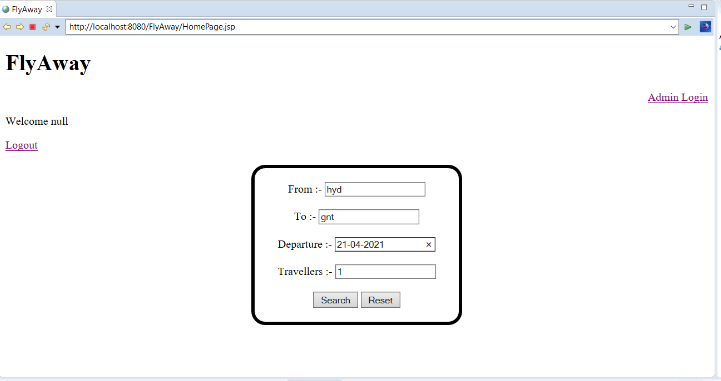 FlyAway
http://localhost:8080/FlyAway/HomePage.jsp
FlyAway
Admin Login
Welcome null
Logout
From :- hyd
To :- gnt
Departure :- 21-04-2021
Travellers :- 1
Search Reset